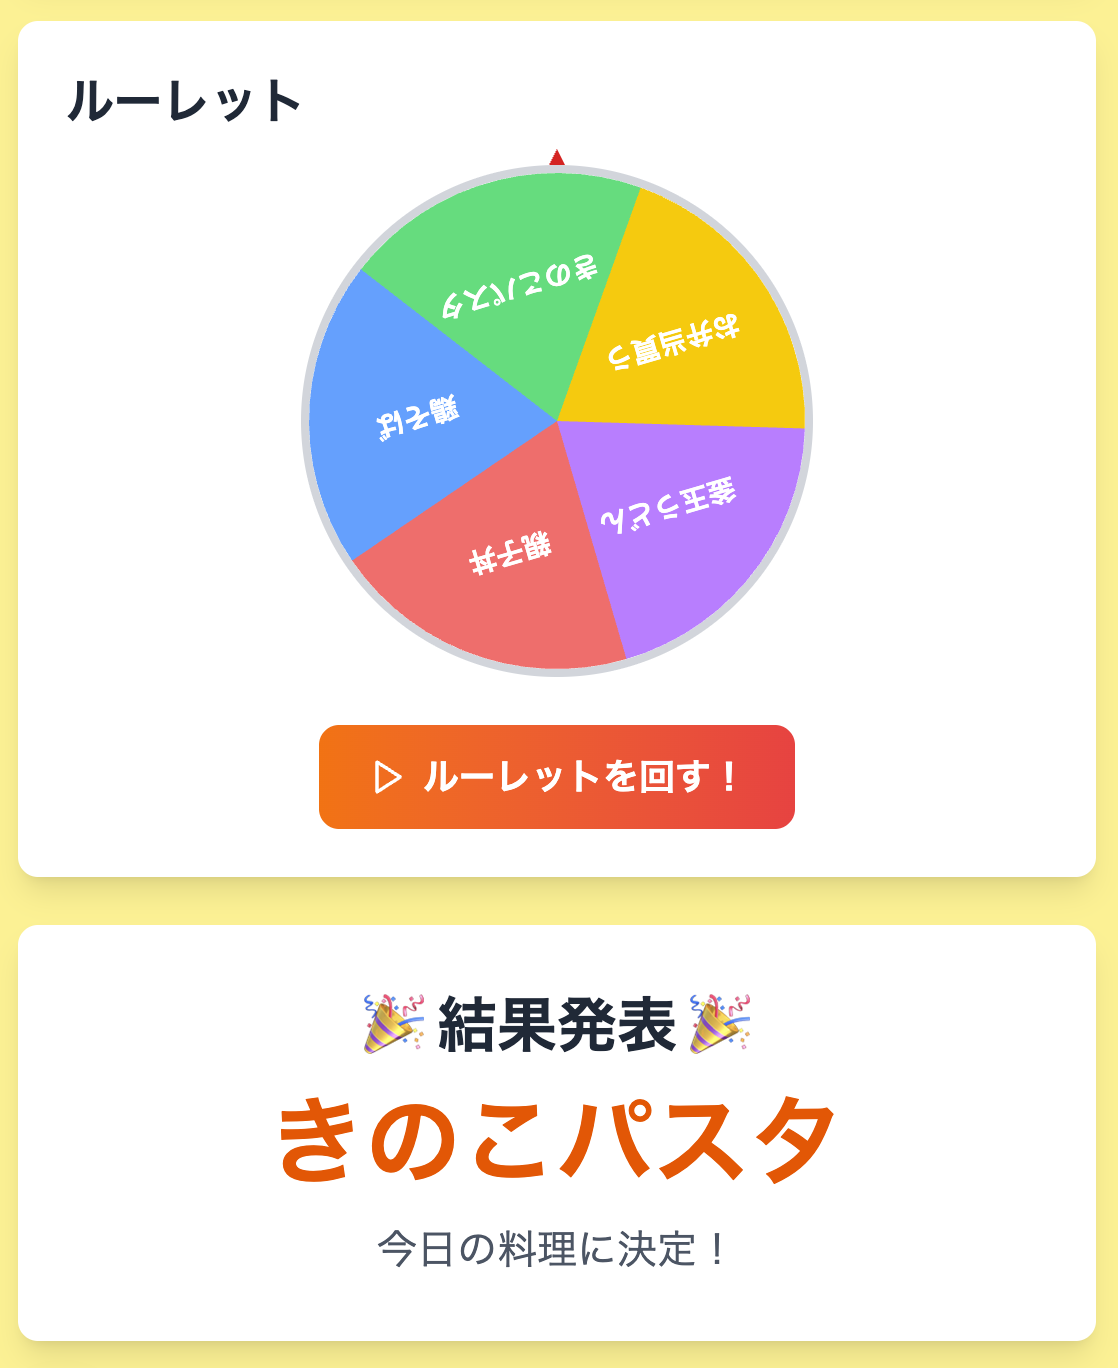 ルーレット
きのこパスタ
お弁当買う
鶏そば
釜玉うどん
親子丼
ルーレットを回す！
🎉 結果発表 🎉
きのこパスタ
今日の料理に決定！